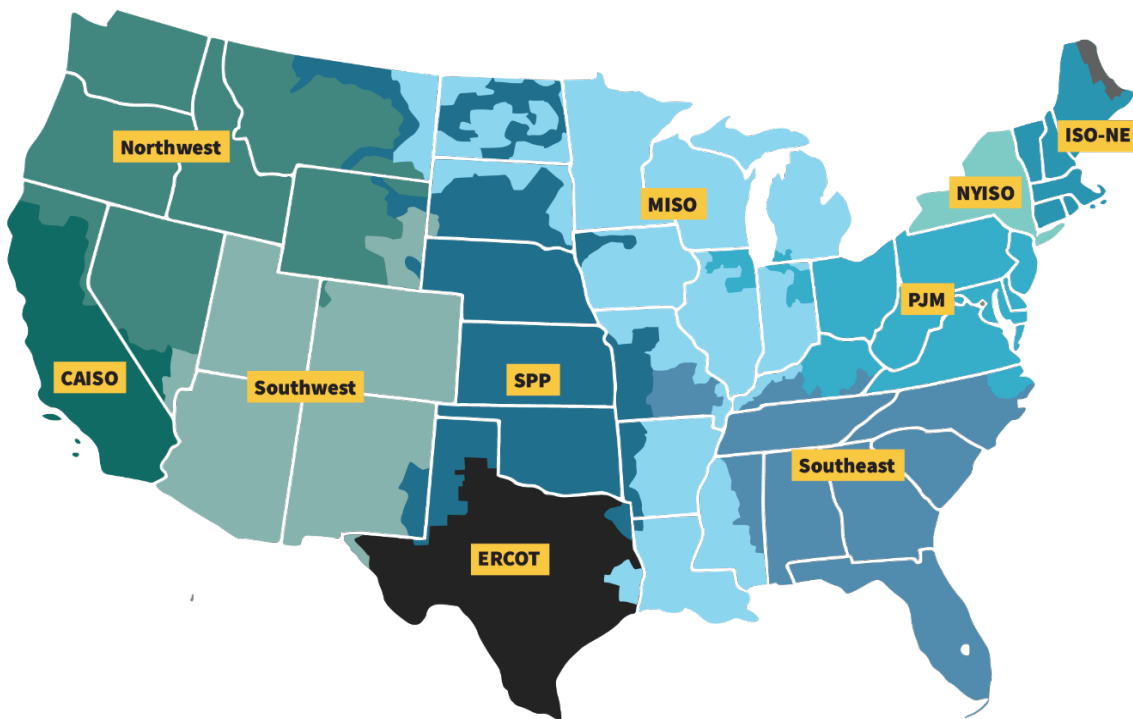 ISO-NE
Northwest
NYISO
MISO
PJM
CAISO
Southwest
SPP
Southeast
ERCOT